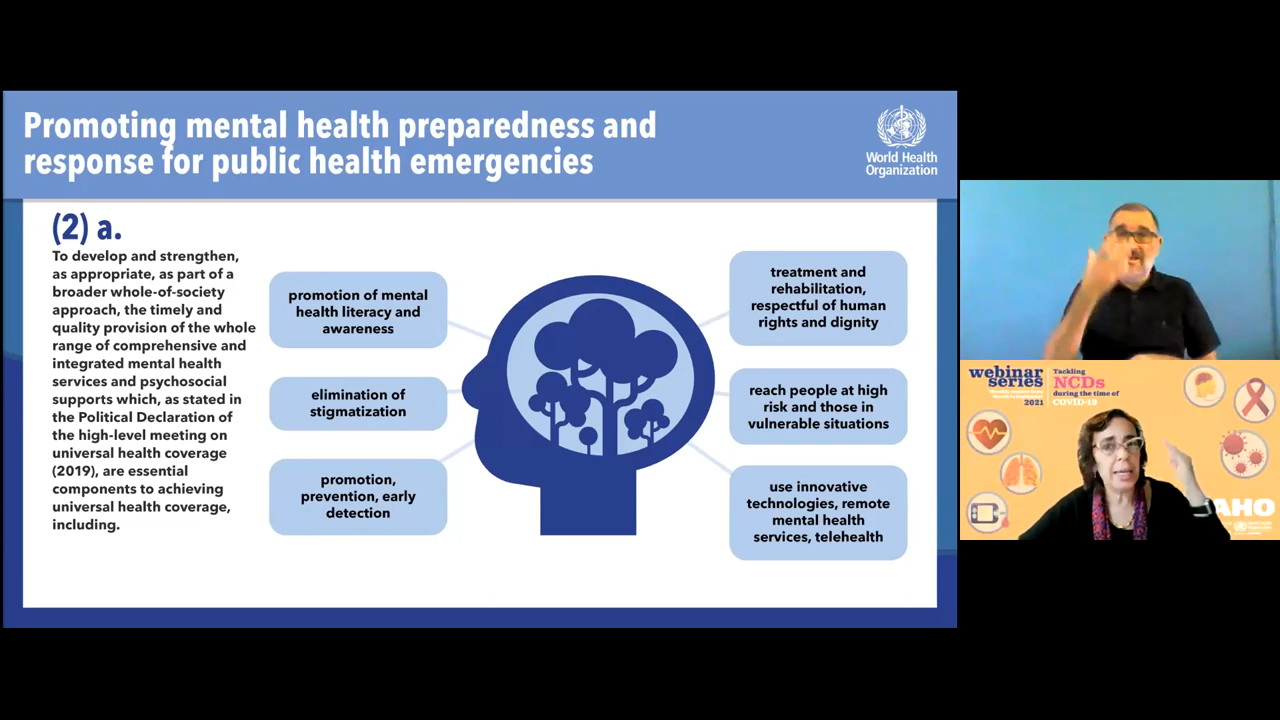 Promoting mental health preparedness and
response for public health emergencies
World Health
Organization
(2) a.
To develop and strengthen,
as appropriate, as part of a
broader whole-of-society
approach, the timely and
quality provision of the whole
range of comprehensive and
integrated mental health
services and psychosocial
supports which, as stated in
the Political Declaration of
the high-level meeting on
universal health coverage
(2019), are essential
components to achieving
universal health coverage,
including.
promotion of mental
health literacy and
awareness
elimination of
stigmatization
promotion,
prevention, early
detection
treatment and
rehabilitation,
respectful of human
rights and dignity
reach people at high
risk and those in
vulnerable situations
use innovative
technologies, remote
mental health
services, telehealth
webinar
series
2021
Tackling
NCDs
during the time of
COVID-19
AHO